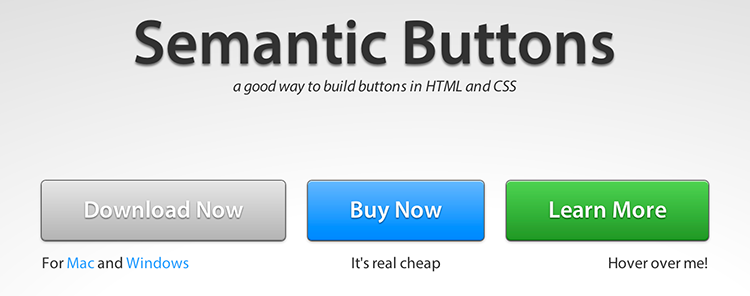 Semantic Buttons
a good way to build buttons in HTML and CSS
Download Now
Buy Now
Learn More
For Mac and Windows
It's real cheap
Hover over me!